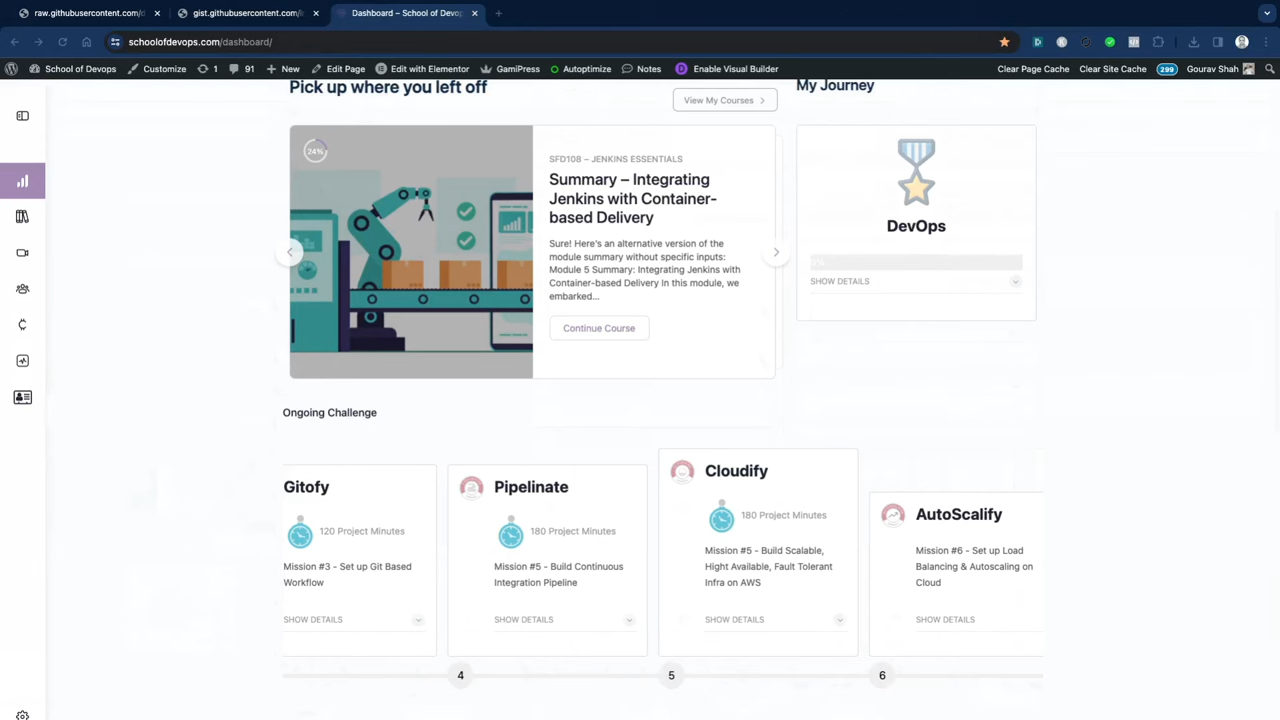 raw.githubusercontent.com/d
gist.githubusercontent.com/in
Dashboard – School of Devops
schoolofdevops.com/dashboard/
School of Devops
Customize
1
91
New
Edit Page
Edit with Elementor
GamiPress
Autoptimize
Notes
Enable Visual Builder
Clear Page Cache
Clear Site Cache
299
Gourav Shah
Pick up where you left off
View My Courses
My Journey
24%
SFD108 – JENKINS ESSENTIALS
Summary – Integrating
Jenkins with Container-
based Delivery
Sure! Here's an alternative version of the
module summary without specific inputs:
Module 5 Summary: Integrating Jenkins with
Container-based Delivery In this module, we
embarked...
Continue Course
DevOps
SHOW DETAILS
Ongoing Challenge
Gitofy
120 Project Minutes
Mission #3 - Set up Git Based
Workflow
SHOW DETAILS
Pipelinate
180 Project Minutes
Mission #5 - Build Continuous
Integration Pipeline
SHOW DETAILS
Cloudify
180 Project Minutes
Mission #5 - Build Scalable,
Hight Available, Fault Tolerant
Infra on AWS
SHOW DETAILS
AutoScalify
Mission #6 - Set up Load
Balancing & Autoscaling on
Cloud
SHOW DETAILS
4
5
6